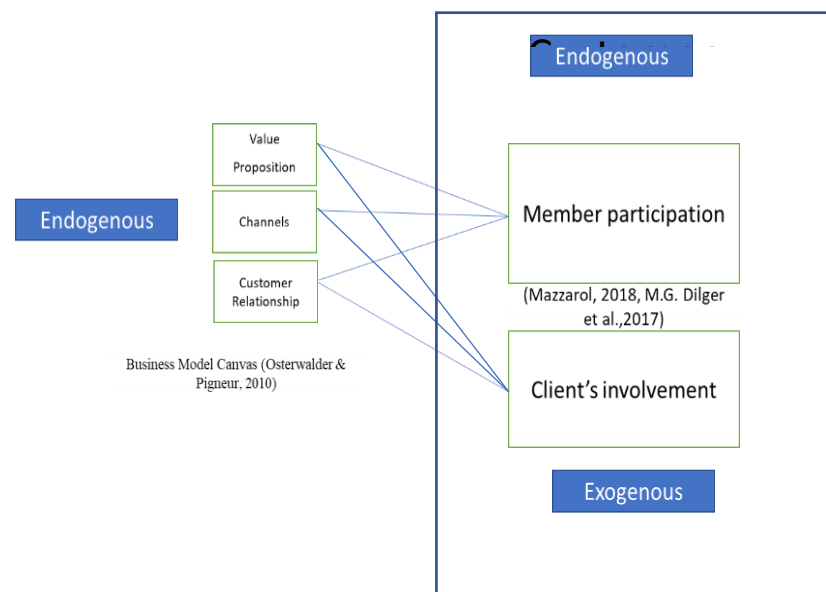 Endogenous
Value
Proposition
Endogenous
Channels
Customer
Relationship
Business Model Canvas (Osterwalder &
Pigneur, 2010)
Member participation
(Mazzarol, 2018, M.G. Dilger
et al.,2017)
Client's involvement
Exogenous